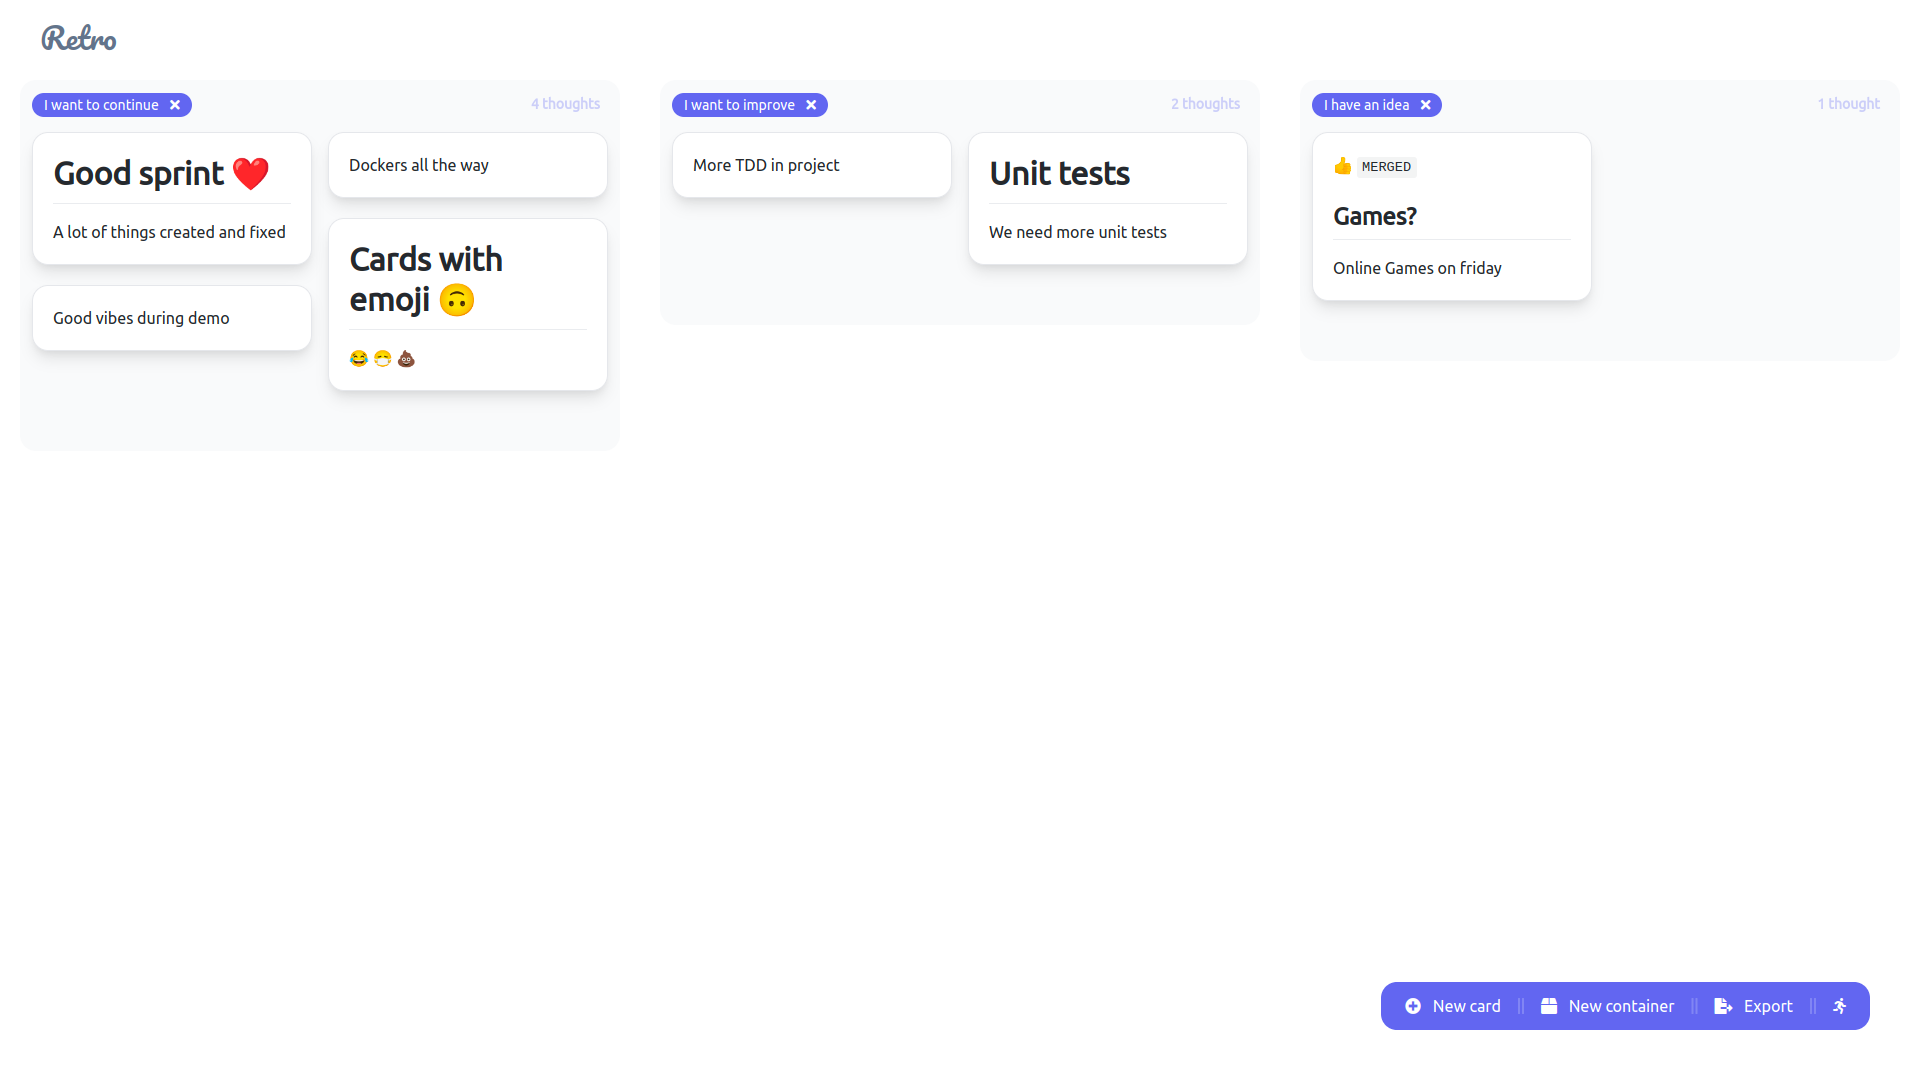 Retro
I want to continue
4 thoughts
Good sprint ❤️
A lot of things created and fixed
Good vibes during demo
Dockers all the way
Cards with
emoji 🙃
😂 😷 💩
I want to improve
2 thoughts
More TDD in project
Unit tests
We need more unit tests
I have an idea
1 thought
👍 MERGED
Games?
Online Games on friday
New card
New container
Export